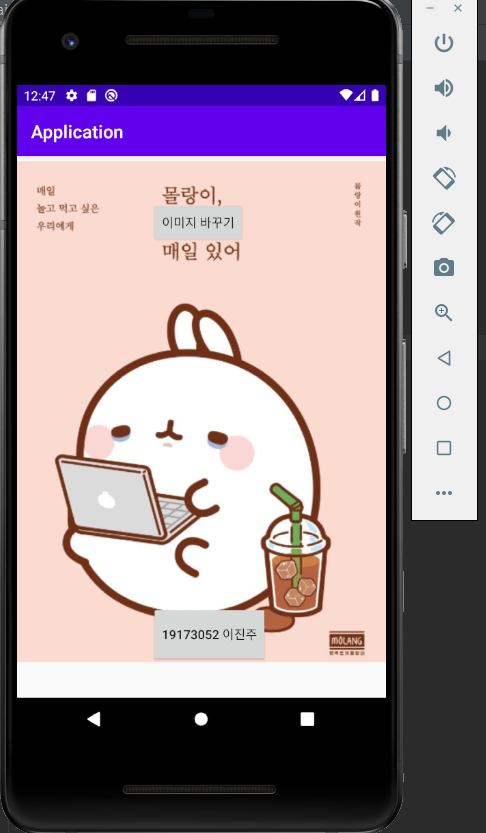 12:47
Application
매일
놀고 먹고 싶은
우리에게
몰랑이,
이미지 바꾸기
매일 있어
몰랑이 원작
19173052 이진주
MOLANG